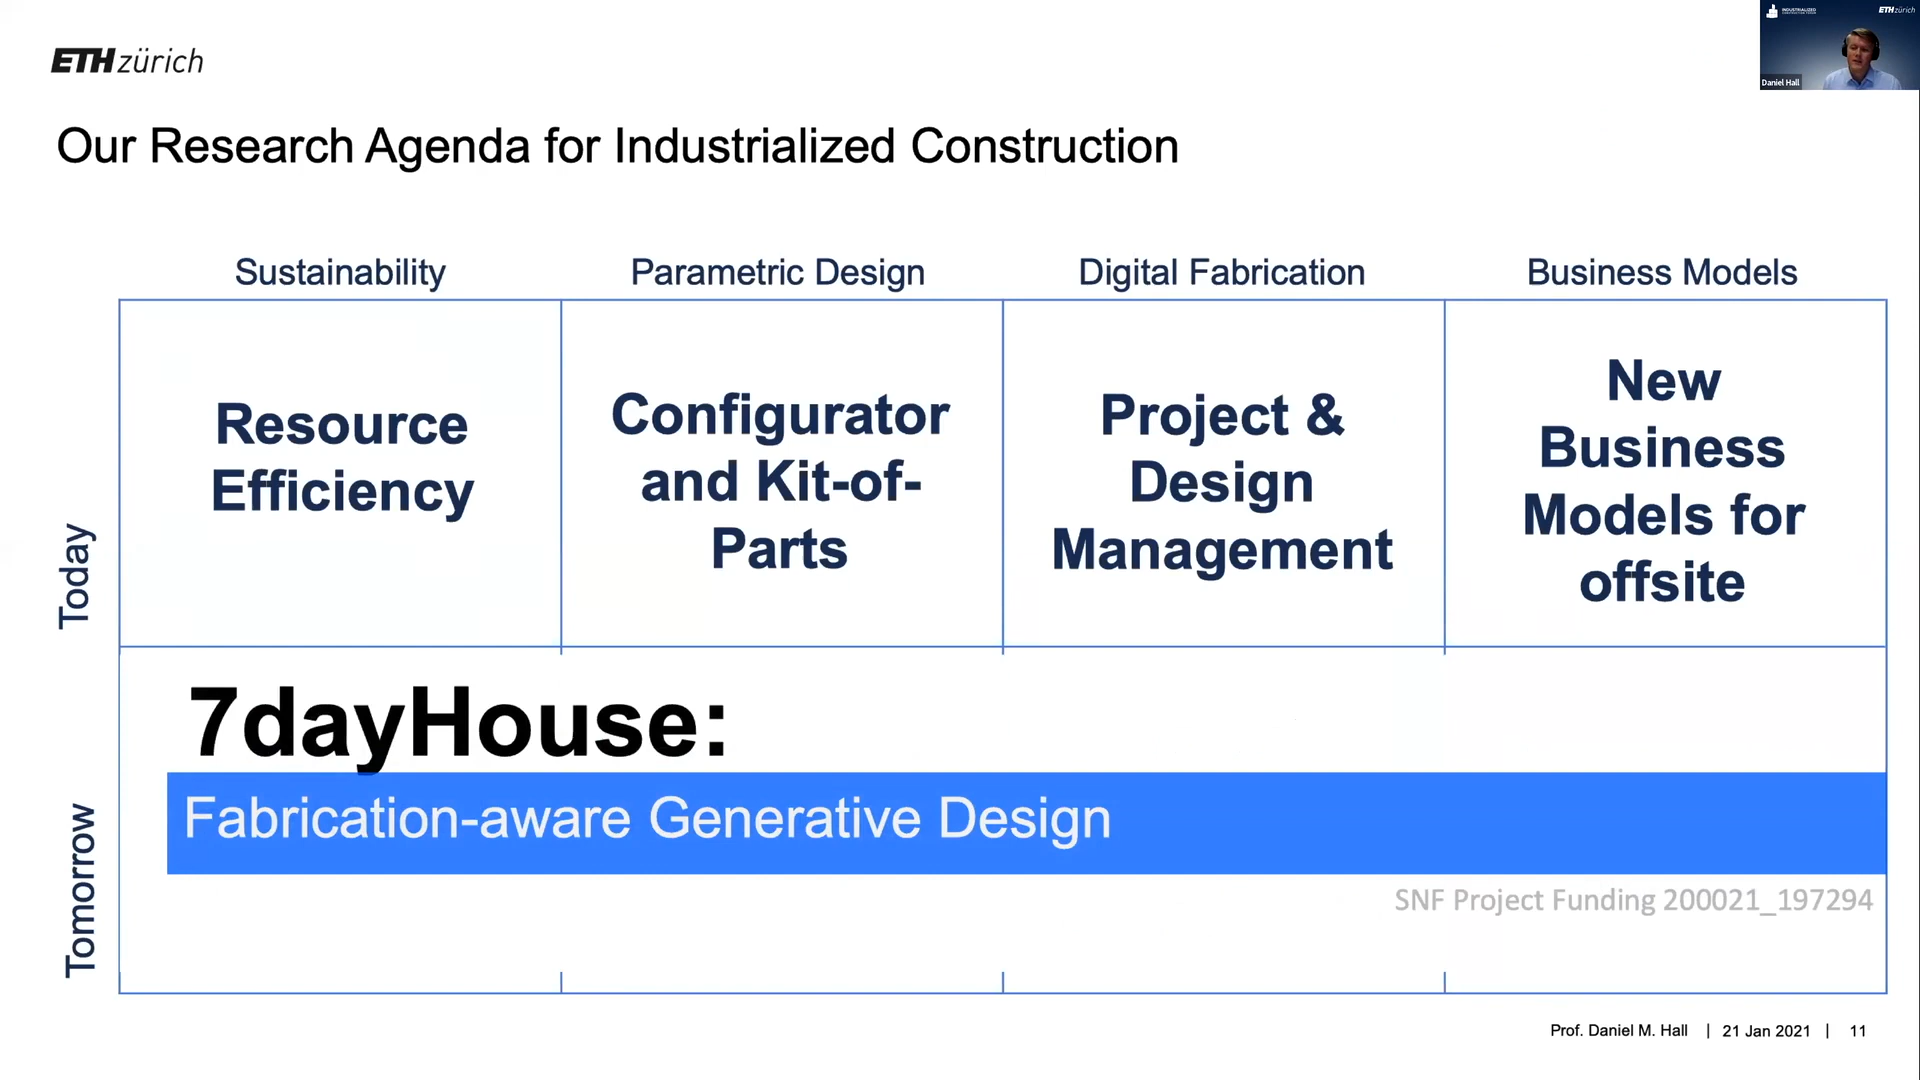 ETH zürich
INDUSTRIALIZED
ETH zürich
Daniel Hall
Our Research Agenda for Industrialized Construction
Sustainability
Parametric Design
Digital Fabrication
Business Models
Today
Resource
Efficiency
Configurator
and Kit-of-
Parts
Project &
Design
Management
New
Business
Models for
offsite
Tomorrow
7dayHouse:
Fabrication-aware Generative Design
SNF Project Funding 200021_197294
Prof. Daniel M. Hall | 21 Jan 2021 | 11